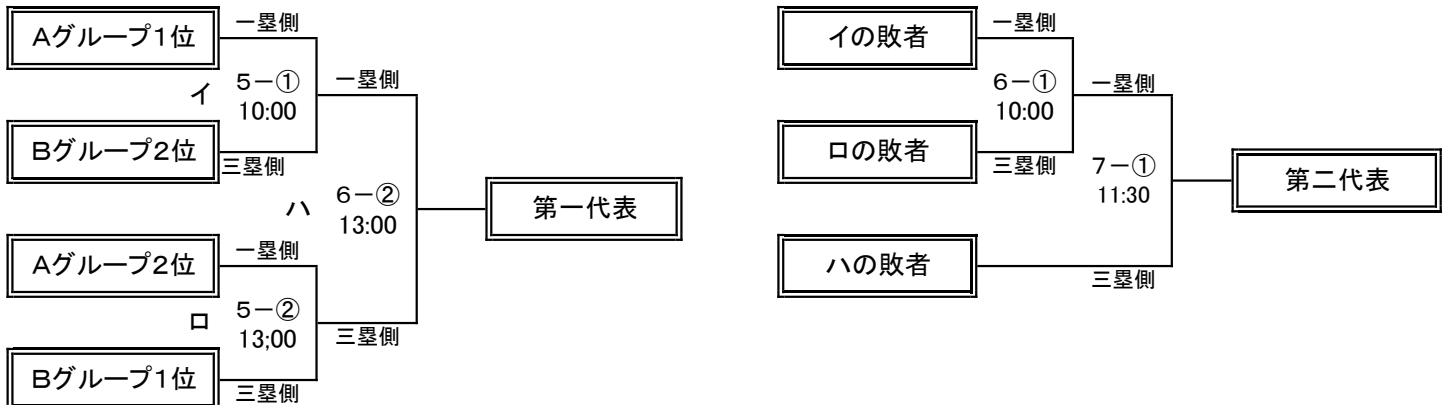 Aグループ1位
一塁側
イ
5－①
10:00
一塁側
Bグループ2位
三塁側
ハ
6－②
13:00
第一代表
Aグループ2位
一塁側
ロ
5－②
13;00
三塁側
Bグループ1位
三塁側
イの敗者
一塁側
6－①
10:00
一塁側
ロの敗者
三塁側
7－①
11:30
第二代表
ハの敗者
三塁側